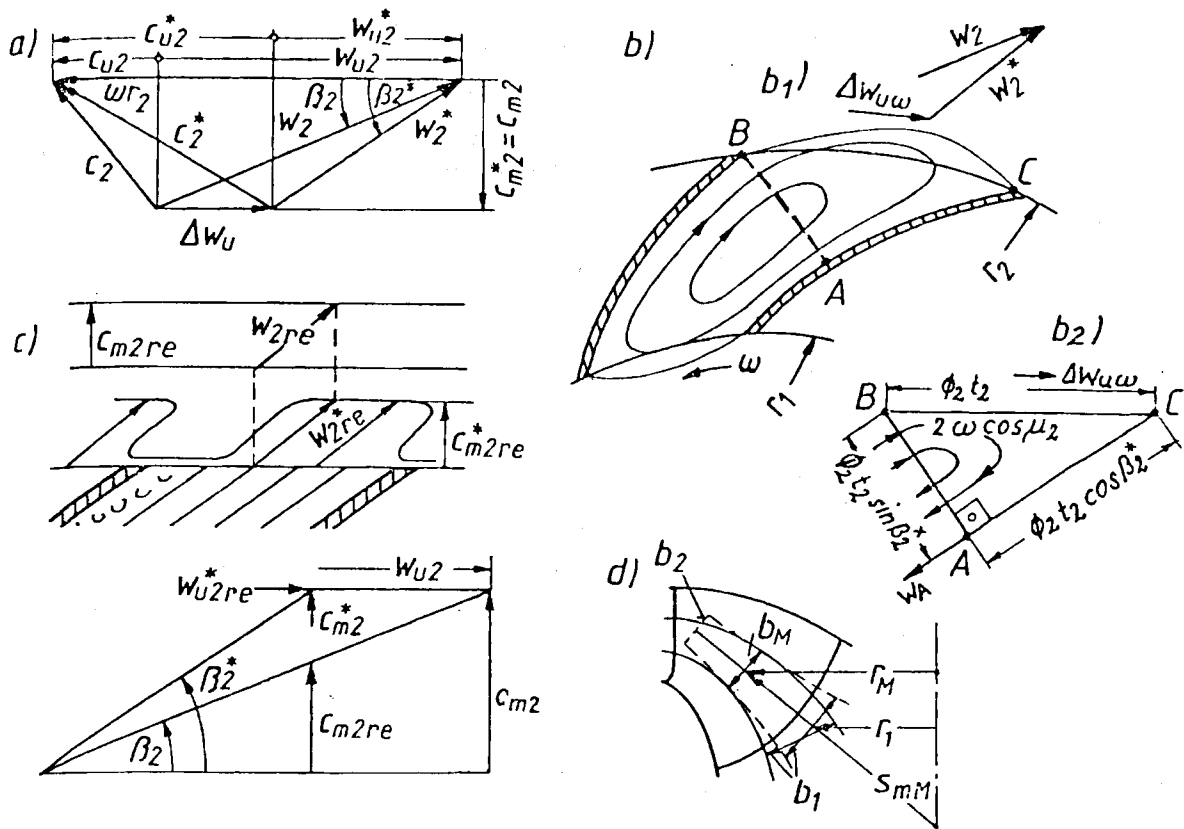 a)
c*u2
w*u2
cu2
wu2
ωr2
β2
β2*
c2*
w2
w2*
c2
c*m2 = cm2
Δwu
b)
b1)
w2
w2*
Δwuω
B
C
A
r2
r1
ω
c)
cm2re
w2re
w*2re
c*m2re
b2)
B
ϕ2 t2
Δwuω
C
2 ω cos μ2
ϕ2 t2 sin β2*
ϕ2 t2 cos β2*
A
wA
w*u2re
wu2
c*m2
β2*
β2
cm2re
cm2
d)
b2
bM
rM
r1
b1
smM